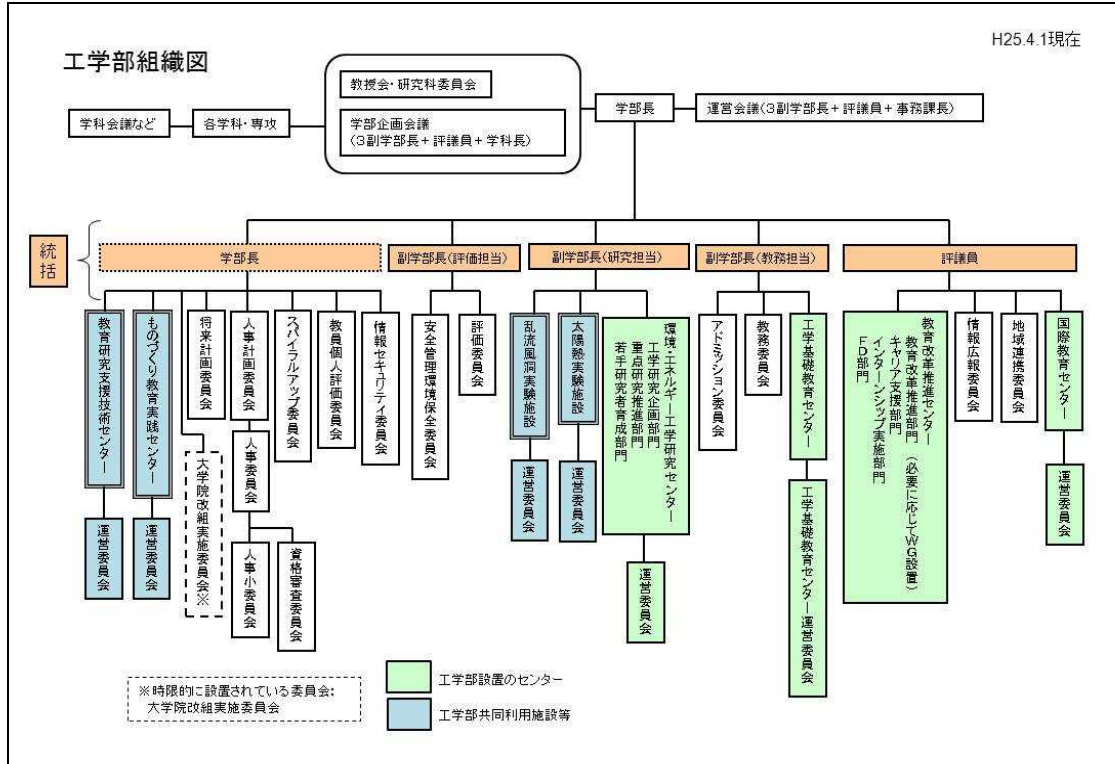 工学部組織図
H25.4.1現在
教授会・研究科委員会
学部企画会議
(3副学部長+評議員+学科長)
学科会議など
各学科・専攻
学部長
運営会議(3副学部長+評議員+事務課長)
統括
学部長
副学部長(評価担当)
副学部長(研究担当)
副学部長(教務担当)
評議員
教育研究支援技術センター
運営委員会
ものづくり教育実践センター
運営委員会
大学院改組実施委員会※
将来計画委員会
人事計画委員会
人事委員会
人事小委員会
資格審査委員会
スパイラルアップ委員会
教員個人評価委員会
情報セキュリティ委員会
安全管理環境保全委員会
評価委員会
乱流風洞実験施設
運営委員会
太陽熱実験施設
運営委員会
環境・エネルギー工学研究センター
工学研究企画部門
重点研究推進部門
若手研究者育成部門
運営委員会
アドミッション委員会
教務委員会
工学基礎教育センター
工学基礎教育センター運営委員会
教育改革推進センター
教育改革推進部門(必要に応じてWG設置)
キャリア支援部門
インターンシップ実施部門
FD部門
情報広報委員会
地域連携委員会
国際教育センター
運営委員会
※時限的に設置されている委員会:
大学院改組実施委員会
工学部設置のセンター
工学部共同利用施設等